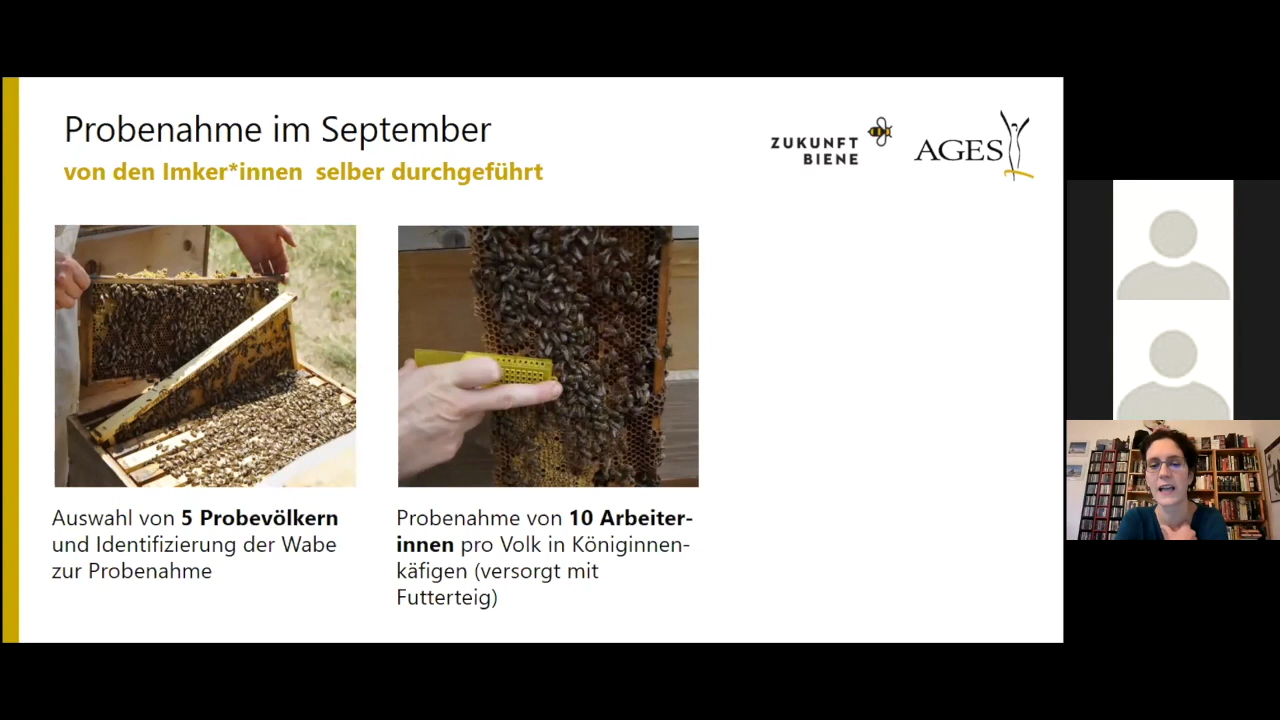 Probenahme im September
von den Imker*innen selber durchgeführt
ZUKUNFT
BIENE
AGES
Auswahl von 5 Probevölkern
und Identifizierung der Wabe
zur Probenahme
Probenahme von 10 Arbeiter-
innen pro Volk in Königinnen-
käfigen (versorgt mit
Futterteig)